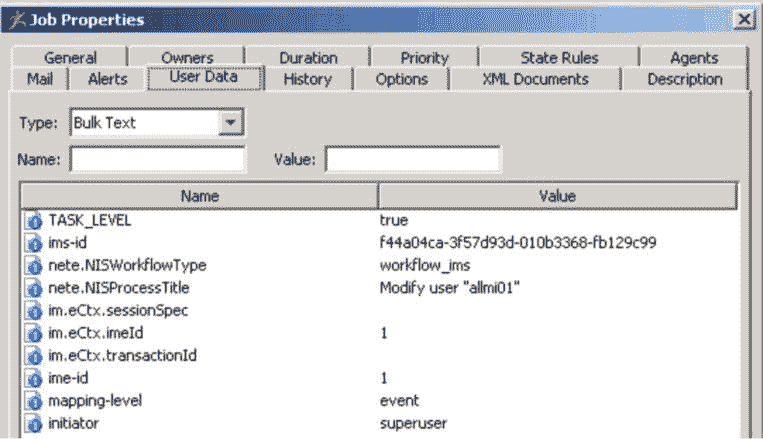 Job Properties
General Owners Duration Priority State Rules Agents
Mail Alerts User Data History Options XML Documents Description
Type: Bulk Text
Name: Value:
Name Value
TASK_LEVEL true
ims-id f44a04ca-3f57d93d-010b3368-fb129c99
nete.NISWorkflowType workflow_ims
nete.NISProcessTitle Modify user "allmi01"
im.eCtx.sessionSpec
im.eCtx.imeId 1
im.eCtx.transactionId
ime-id 1
mapping-level event
initiator superuser